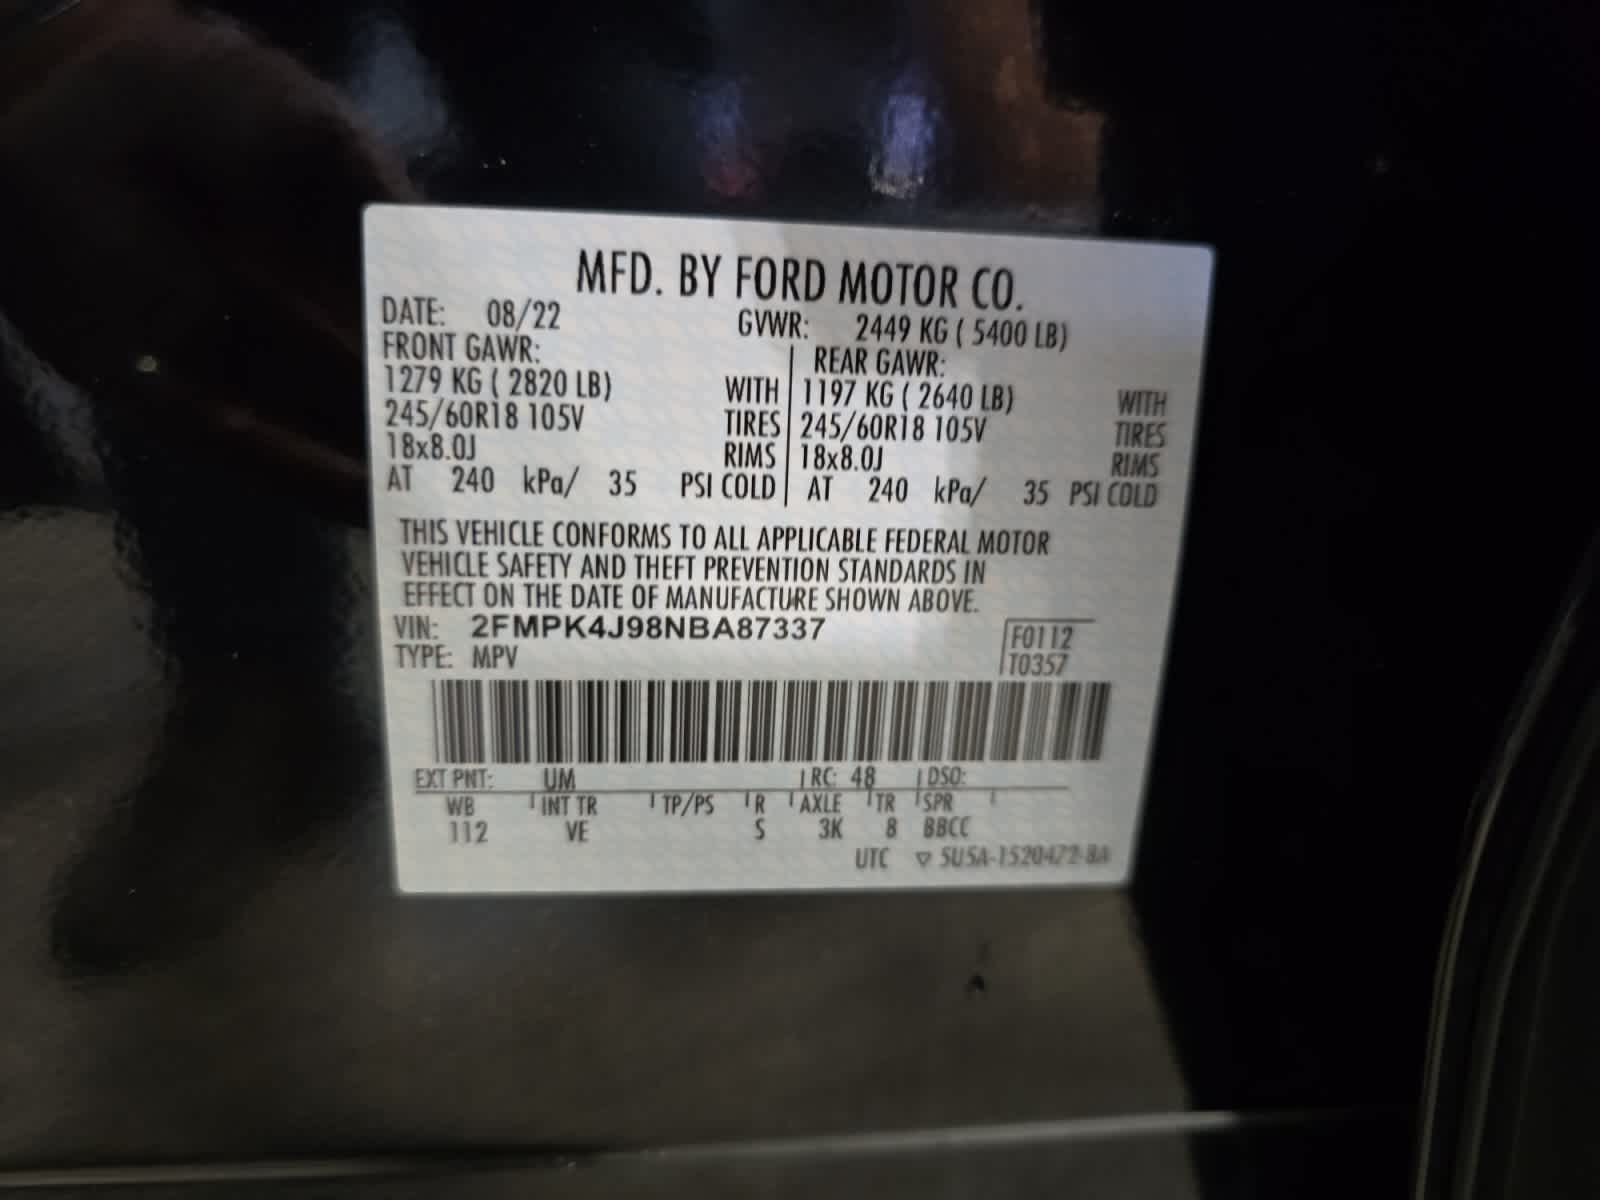 MFD. BY FORD MOTOR CO.
DATE: 08/22 GVWR: 2449 KG ( 5400 LB)
FRONT GAWR: REAR GAWR:
1279 KG ( 2820 LB) WITH 1197 KG ( 2640 LB) WITH
245/60R18 105V TIRES 245/60R18 105V TIRES
18x8.0J RIMS 18x8.0J RIMS
AT 240 kPa/ 35 PSI COLD AT 240 kPa/ 35 PSI COLD
THIS VEHICLE CONFORMS TO ALL APPLICABLE FEDERAL MOTOR
VEHICLE SAFETY AND THEFT PREVENTION STANDARDS IN
EFFECT ON THE DATE OF MANUFACTURE SHOWN ABOVE.
VIN: 2FMPK4J98NBA87337 F0112
TYPE: MPV T0357
EXT PNT: UM RC: 48 DSO:
WB INT TR TP/PS R AXLE TR SPR
112 VE S 3K 8 BBCC
UTC ▽ 5U5A-1520472-BA